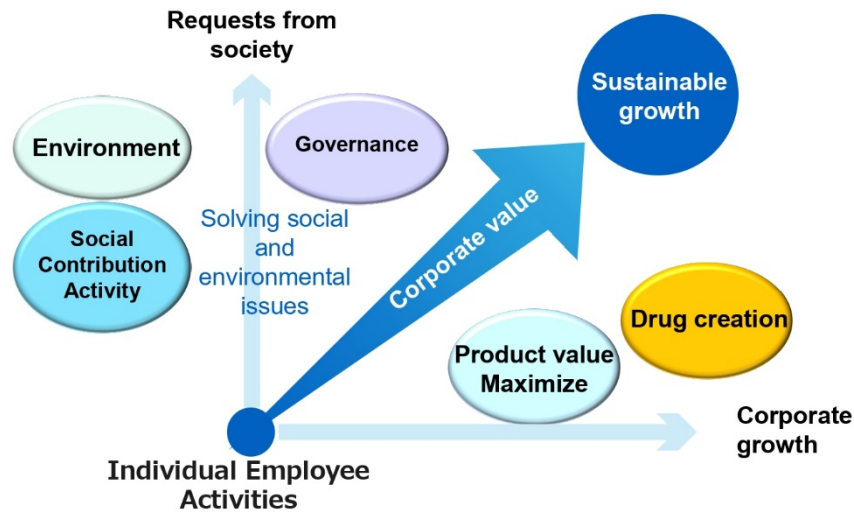 Requests from
society
Sustainable
growth
Environment
Governance
Social
Contribution
Activity
Solving social
and
environmental
issues
Corporate value
Drug creation
Product value
Maximize
Corporate
growth
Individual Employee
Activities